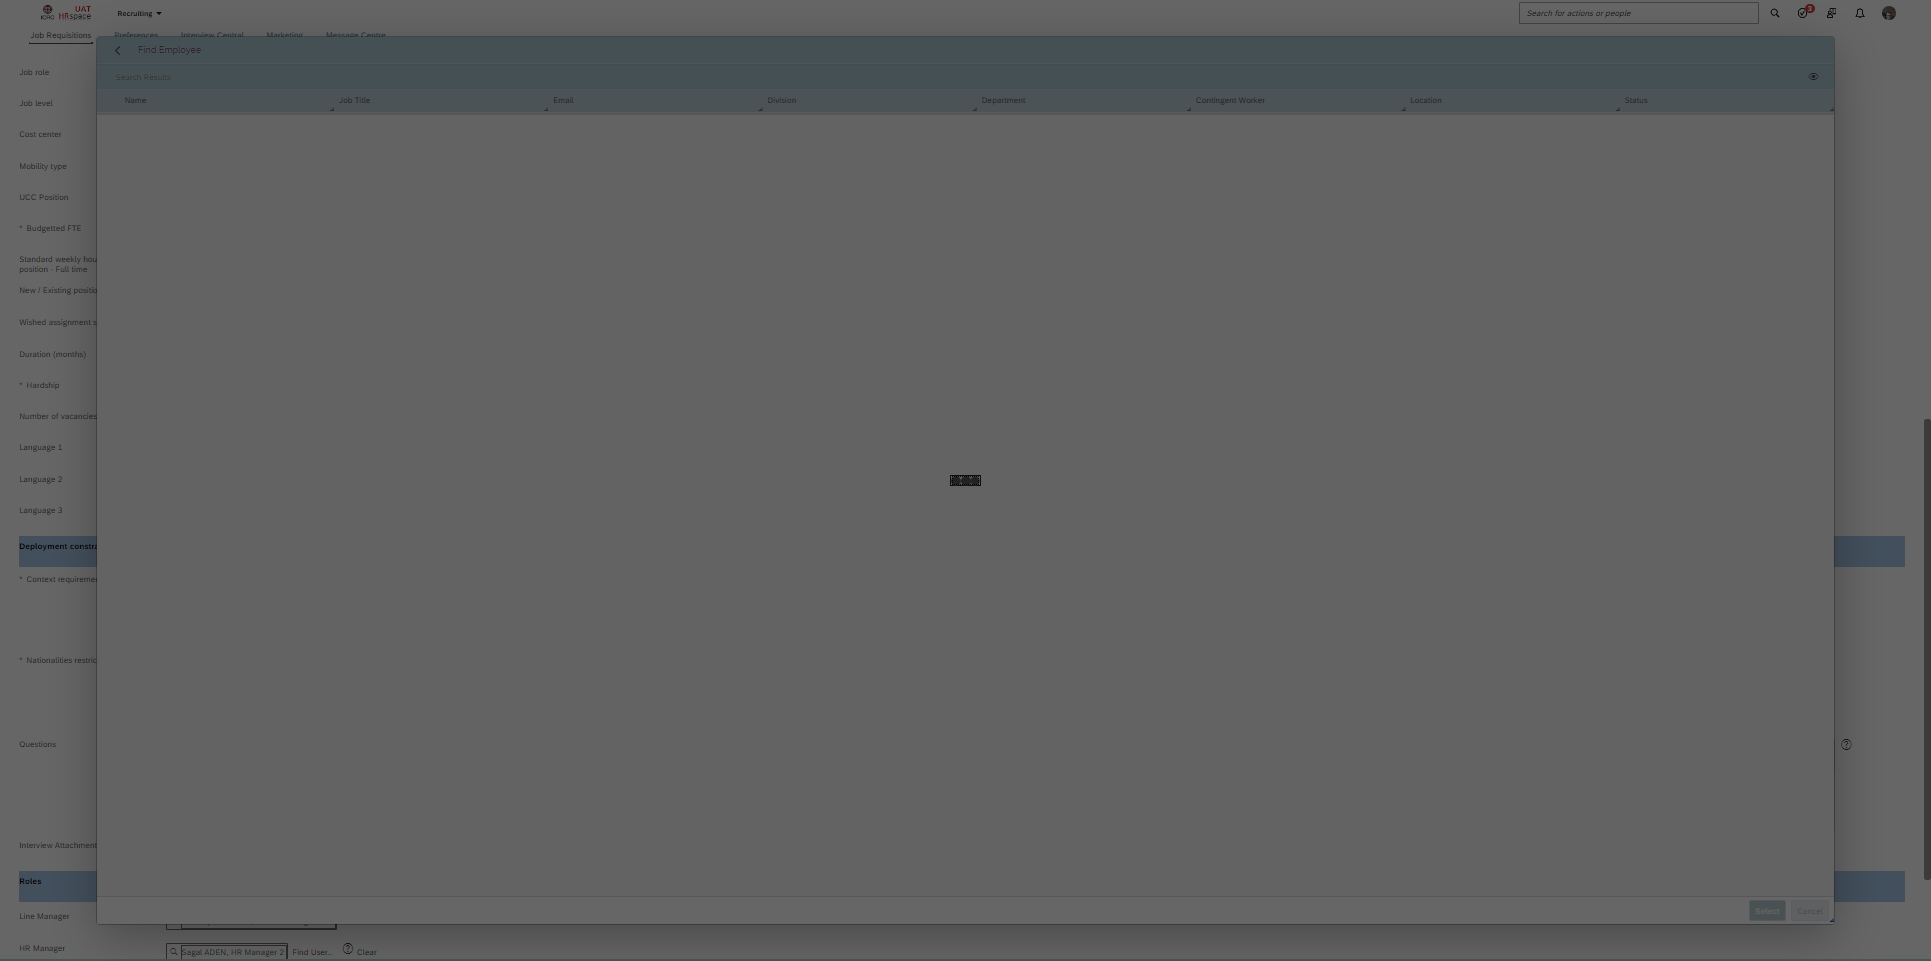 ICRC
UAT
HRspace
Recruiting
Search for actions or people
3
Job Requisitions
Preferences
Interview Central
Marketing
Message Centre
Find Employee
Search Results
Name
Job Title
Email
Division
Department
Contingent Worker
Location
Status
Job role
Job level
Cost center
Mobility type
UCC Position
* Budgetted FTE
Standard weekly hou
position - Full time
New / Existing positio
Wished assignment s
Duration (months)
* Hardship
Number of vacancies
Language 1
Language 2
Language 3
Deployment constra
* Context requiremen
* Nationalities restric
Questions
Interview Attachment
Roles
Select
Cancel
Line Manager
HR Manager
Sagal ADEN, HR Manager 2
Find User...
Clear